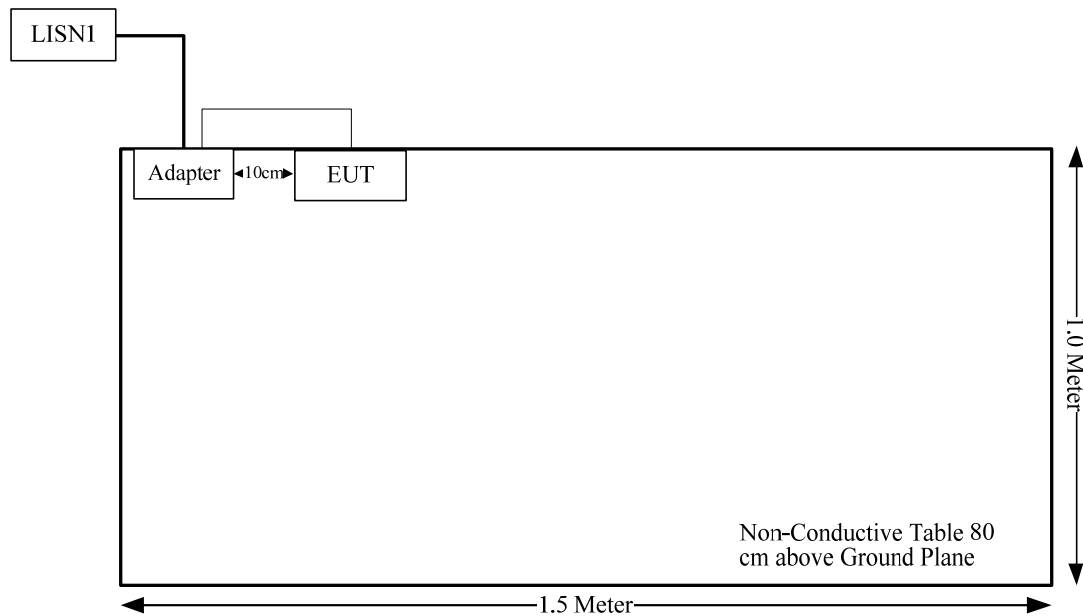 LISN1
Adapter
10cm
EUT
1.0 Meter
Non-Conductive Table 80
cm above Ground Plane
1.5 Meter